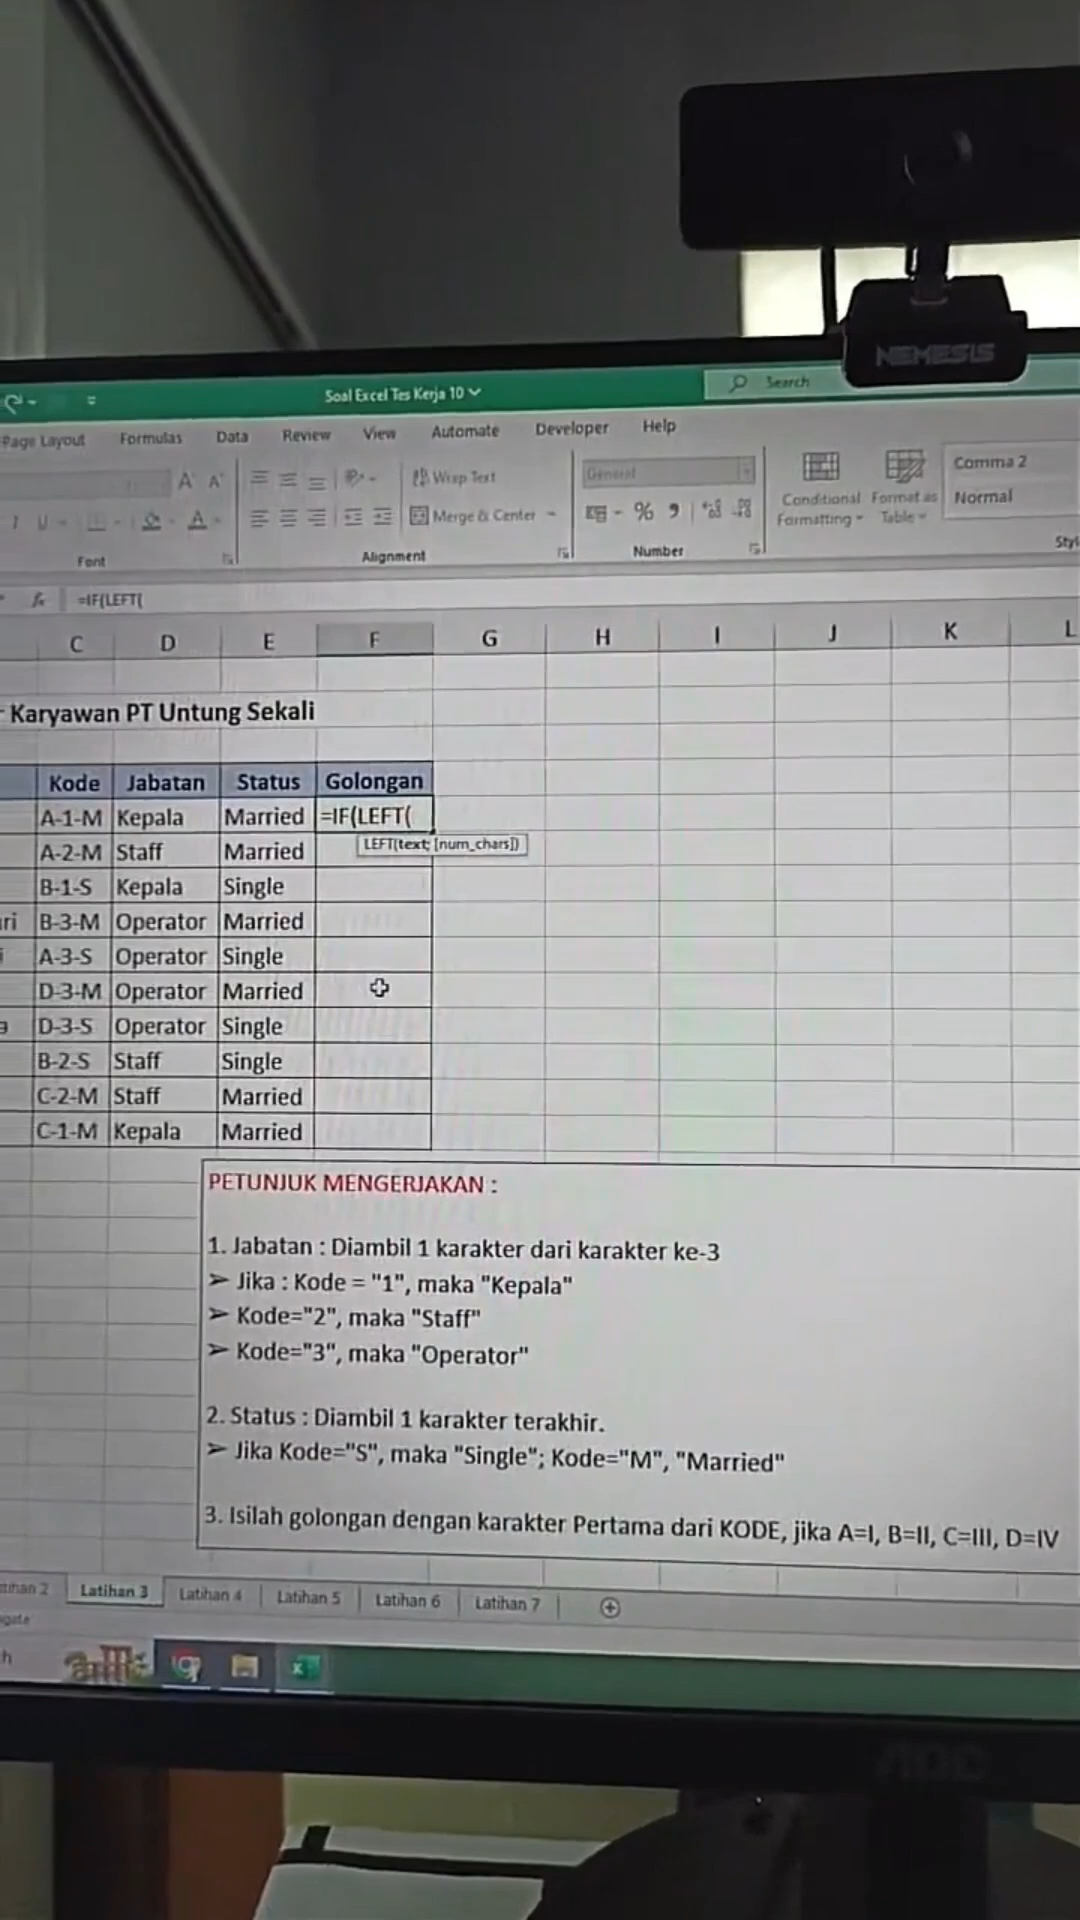 NEMESIS
Soal Excel Tes Kerja 10
Search
Page Layout Formulas Data Review View Automate Developer Help
A A Wrap Text General Conditional Formatting Format as Table Comma 2
U A Merge & Center % Normal
Font Alignment Number
fx =IF(LEFT(
C D E F G H I J K L
Karyawan PT Untung Sekali
Kode Jabatan Status Golongan
A-1-M Kepala Married =IF(LEFT(
LEFT(text; [num_chars])
A-2-M Staff Married
B-1-S Kepala Single
ri B-3-M Operator Married
A-3-S Operator Single
D-3-M Operator Married
D-3-S Operator Single
B-2-S Staff Single
C-2-M Staff Married
C-1-M Kepala Married
PETUNJUK MENGERJAKAN :
1. Jabatan : Diambil 1 karakter dari karakter ke-3
➢ Jika : Kode = "1", maka "Kepala"
➢ Kode="2", maka "Staff"
➢ Kode="3", maka "Operator"
2. Status : Diambil 1 karakter terakhir.
➢ Jika Kode="S", maka "Single"; Kode="M", "Married"
3. Isilah golongan dengan karakter Pertama dari KODE, jika A=I, B=II, C=III, D=IV
Latihan 3 Latihan 4 Latihan 5 Latihan 6 Latihan 7
AOC